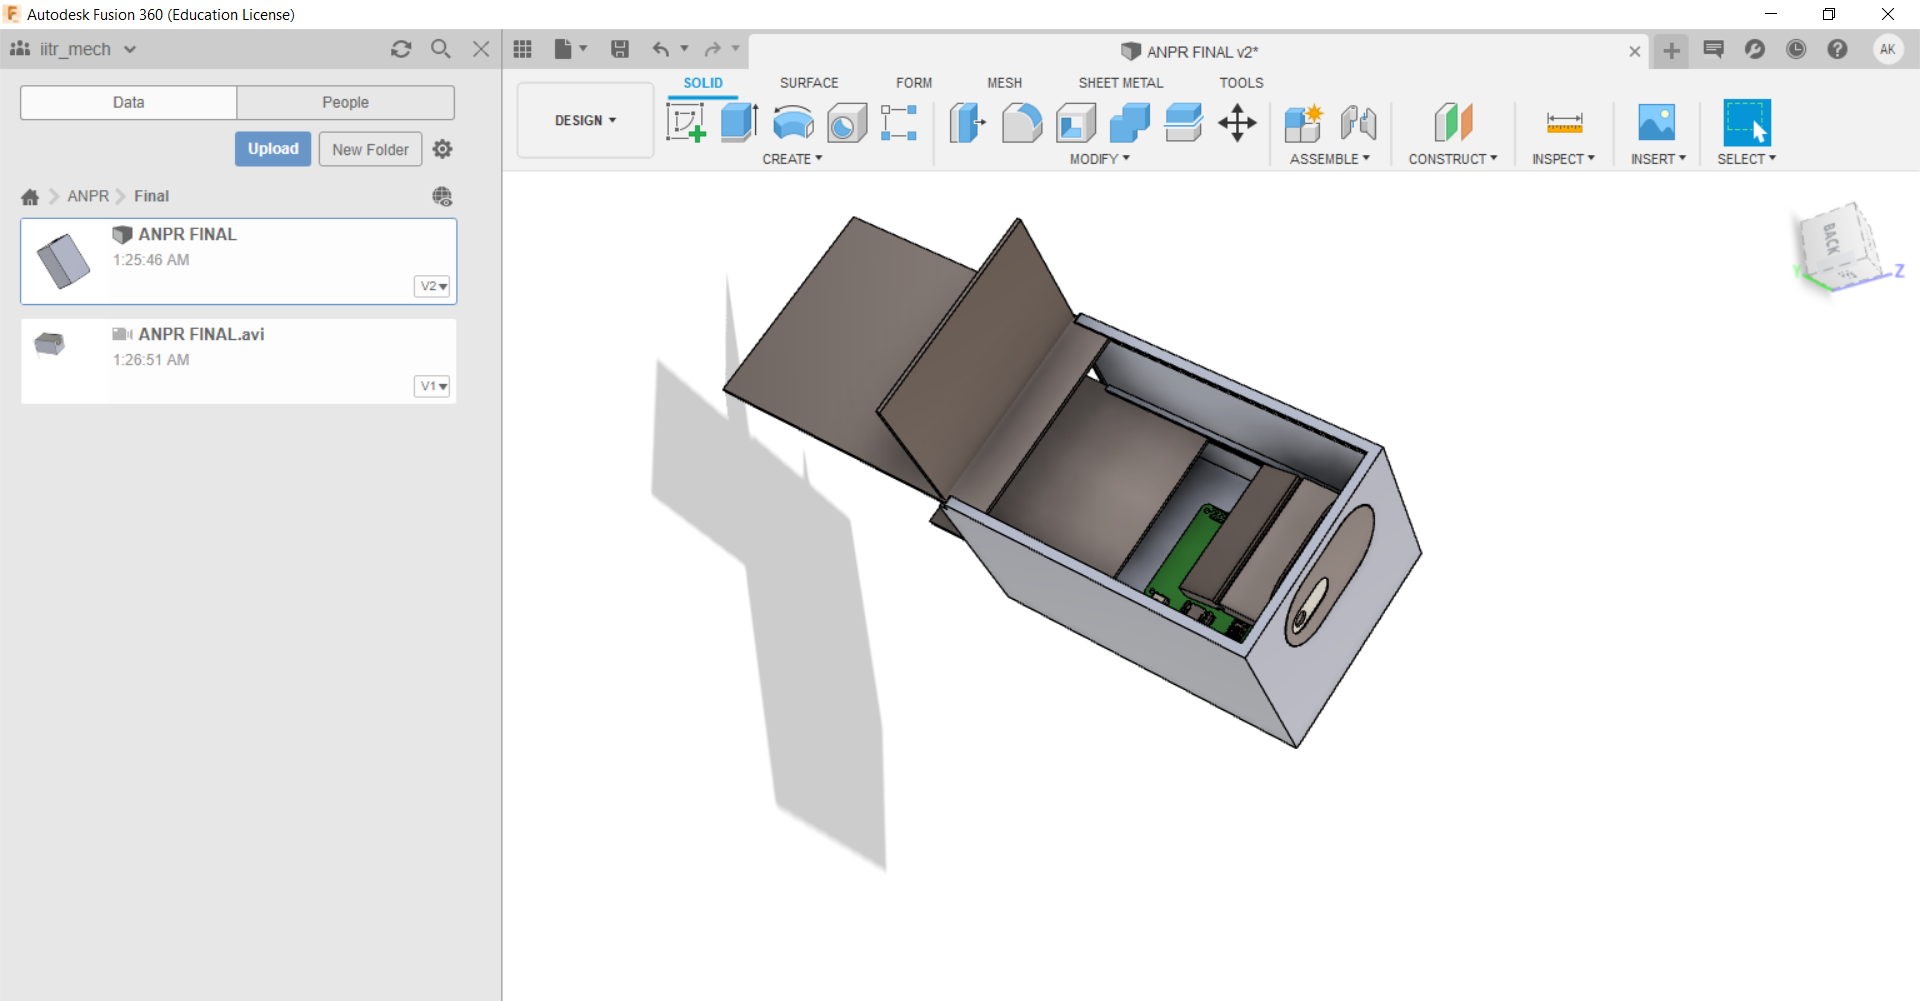 Autodesk Fusion 360 (Education License)
iitr_mech
ANPR FINAL v2*
AK
Data
People
Upload
New Folder
ANPR
Final
ANPR FINAL
1:25:46 AM
V2
ANPR FINAL.avi
1:26:51 AM
V1
DESIGN
SOLID
SURFACE
FORM
MESH
SHEET METAL
TOOLS
CREATE
MODIFY
ASSEMBLE
CONSTRUCT
INSPECT
INSERT
SELECT
BACK
Y
Z